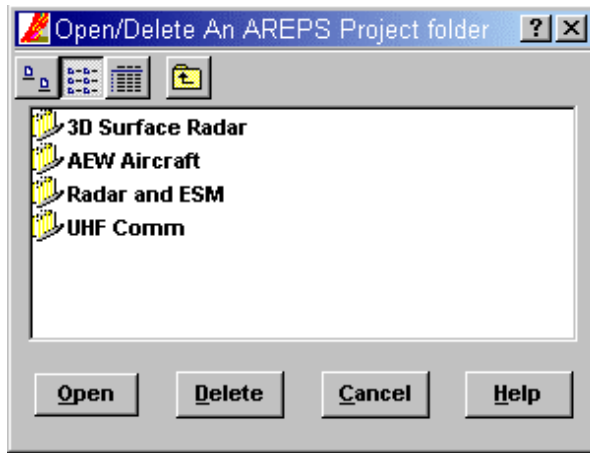 Open/Delete An AREPS Project folder
3D Surface Radar
AEW Aircraft
Radar and ESM
UHF Comm
Open Delete Cancel Help